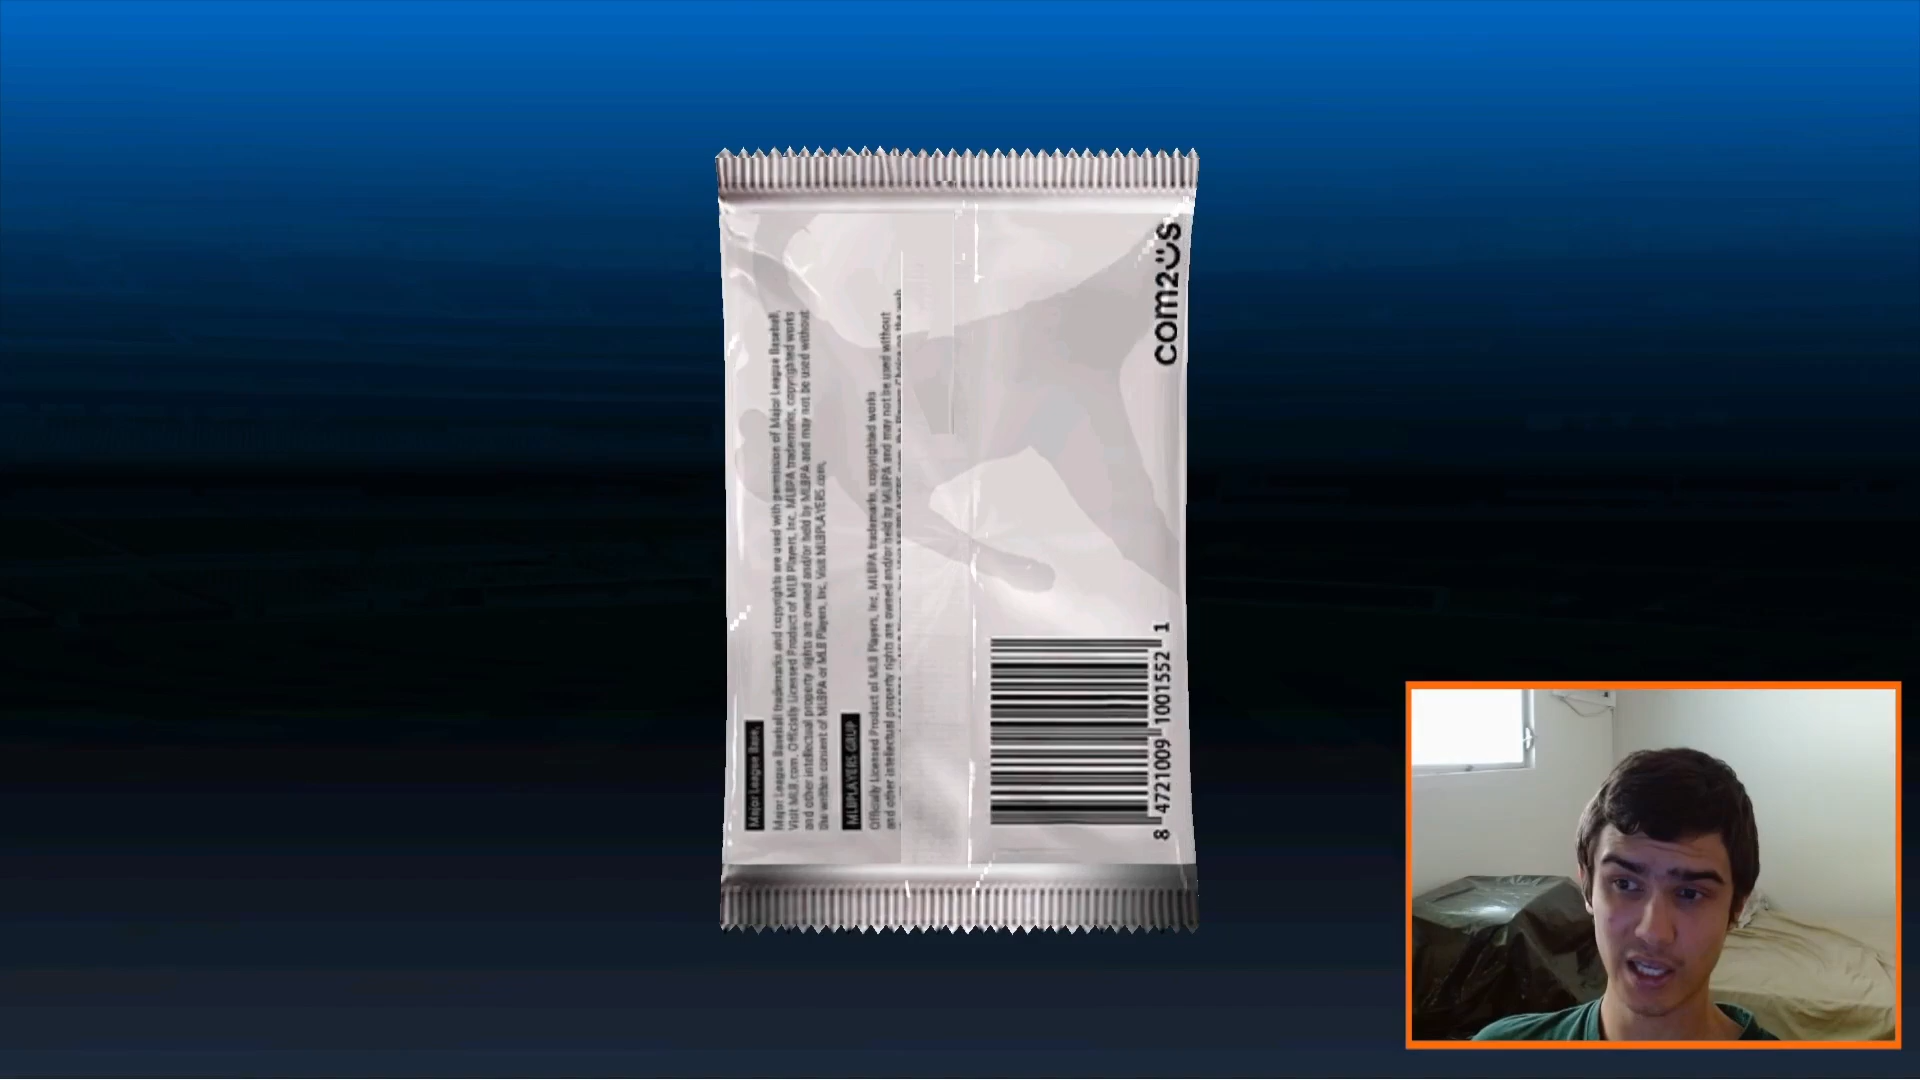 Major League Base.
Major League Baseball trademarks and copyrights are used with permission of Major League Baseball.
Visit MLB.com. Officially Licensed Product of MLB Players, Inc. MLBPA trademarks, copyrighted works
and other intellectual property rights are owned and/or held by MLBPA and may not be used without
the written consent of MLBPA or MLB Players, Inc. Visit MLBPLAYERS.com,
MLBPLAYERS GRUP
Officially Licensed Product of MLB Players, Inc. MLBPA trademarks, copyrighted works
and other intellectual property rights are owned and/or held by MLBPA and may not be used without
com2us
8 4721009 1001552 1